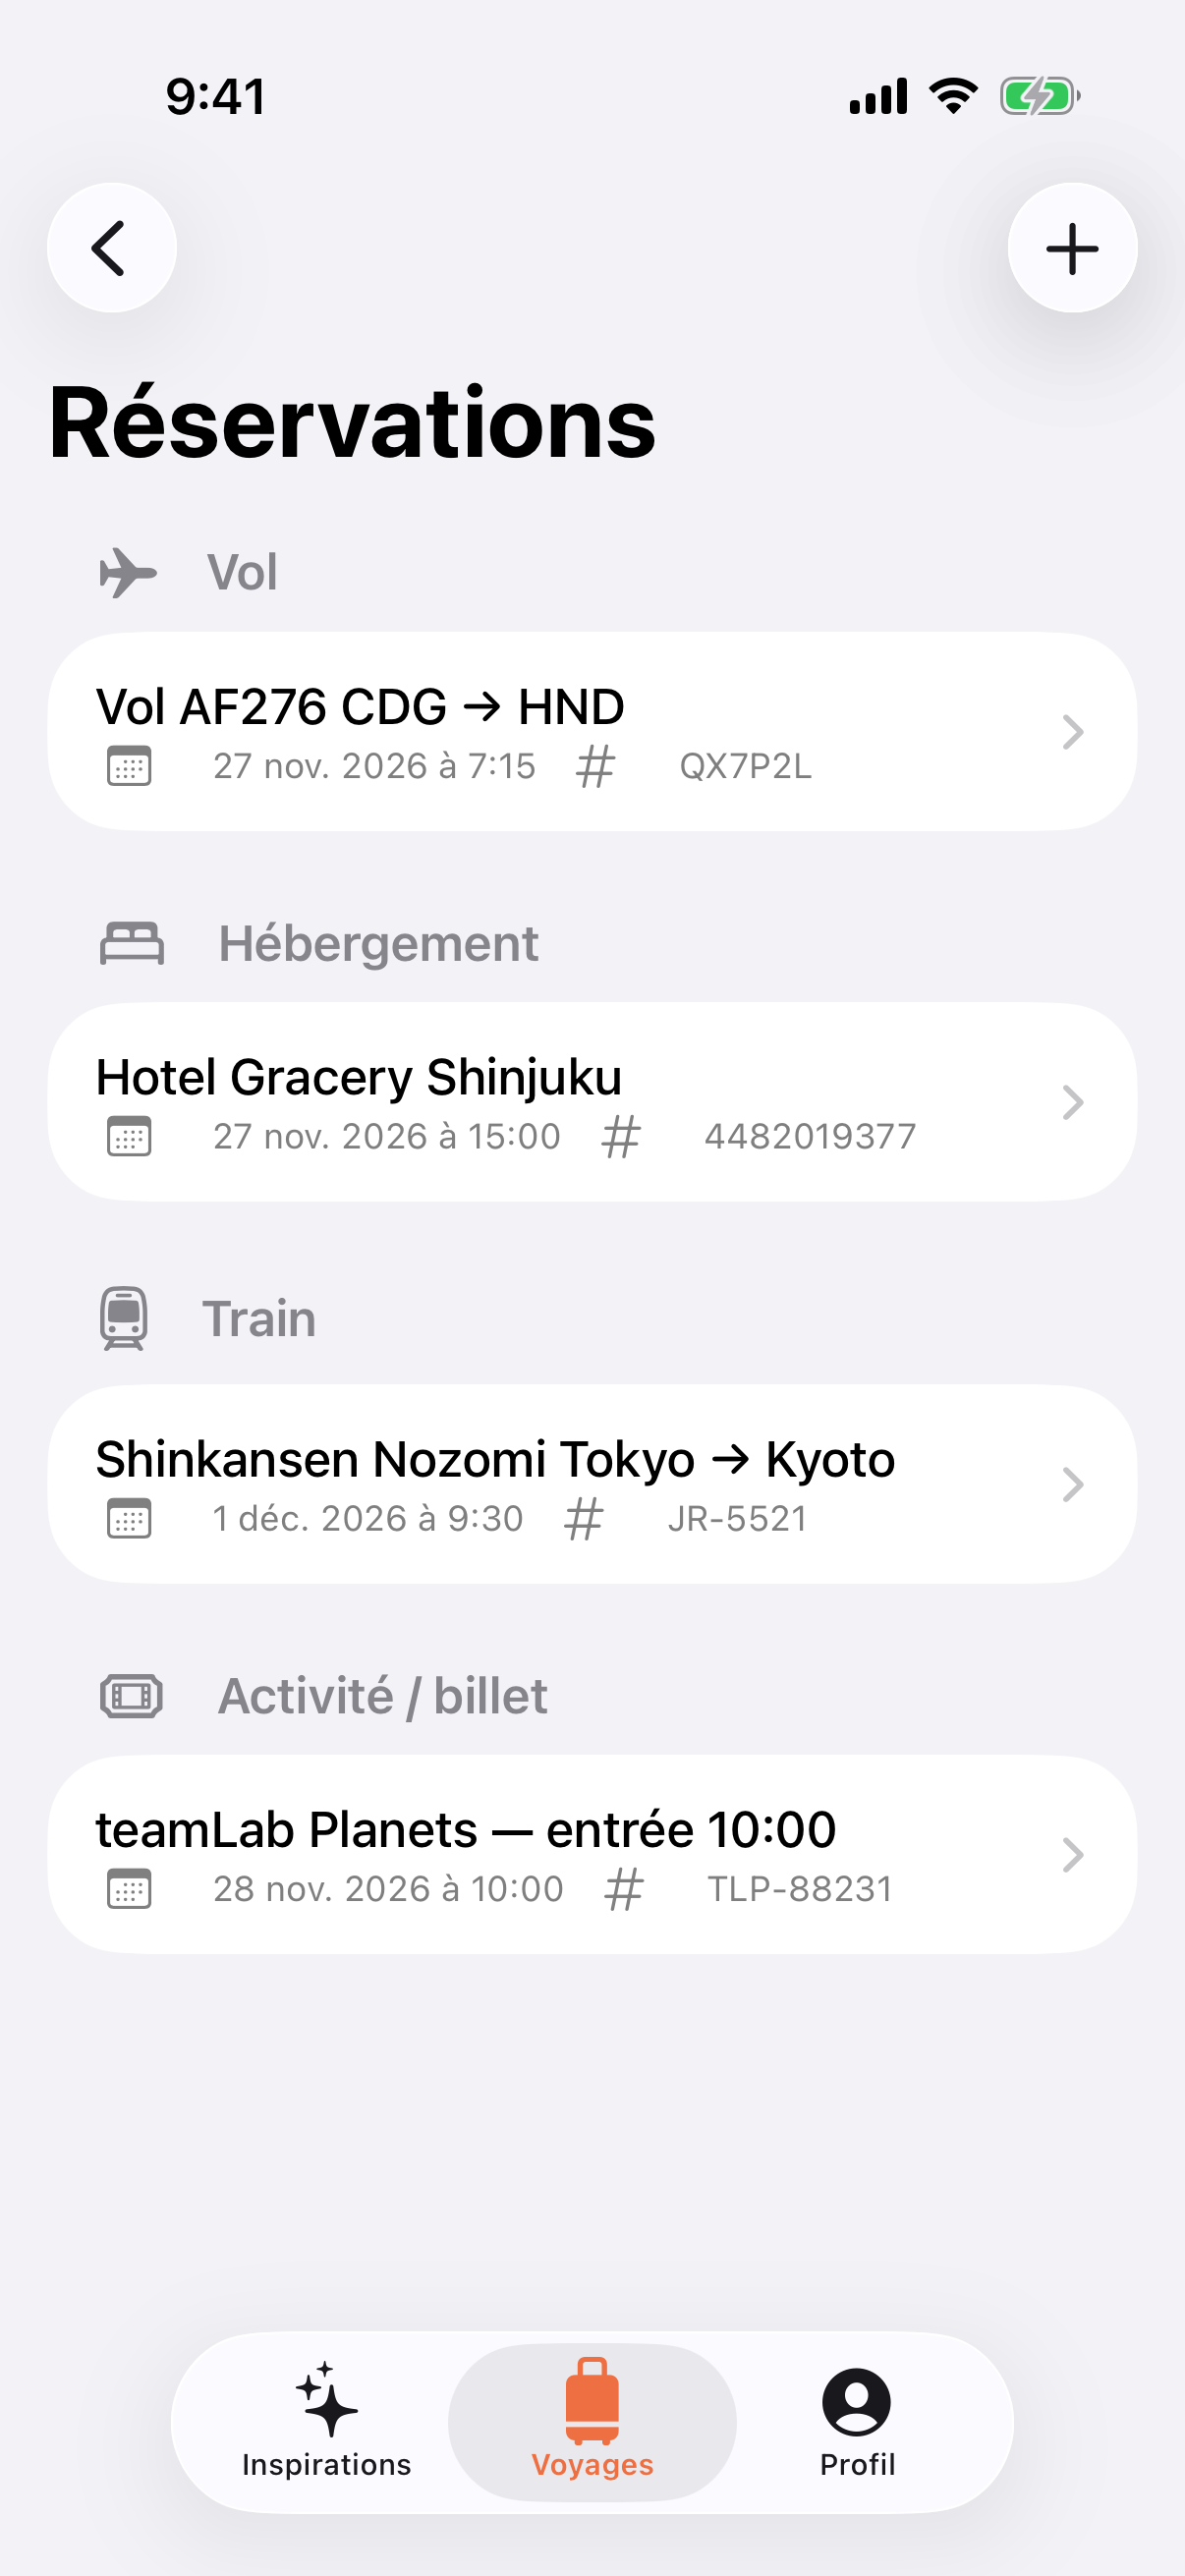 9:41
Réservations
Vol
Vol AF276 CDG → HND
27 nov. 2026 à 7:15 # QX7P2L
Hébergement
Hotel Gracery Shinjuku
27 nov. 2026 à 15:00 # 4482019377
Train
Shinkansen Nozomi Tokyo → Kyoto
1 déc. 2026 à 9:30 # JR-5521
Activité / billet
teamLab Planets — entrée 10:00
28 nov. 2026 à 10:00 # TLP-88231
Inspirations
Voyages
Profil